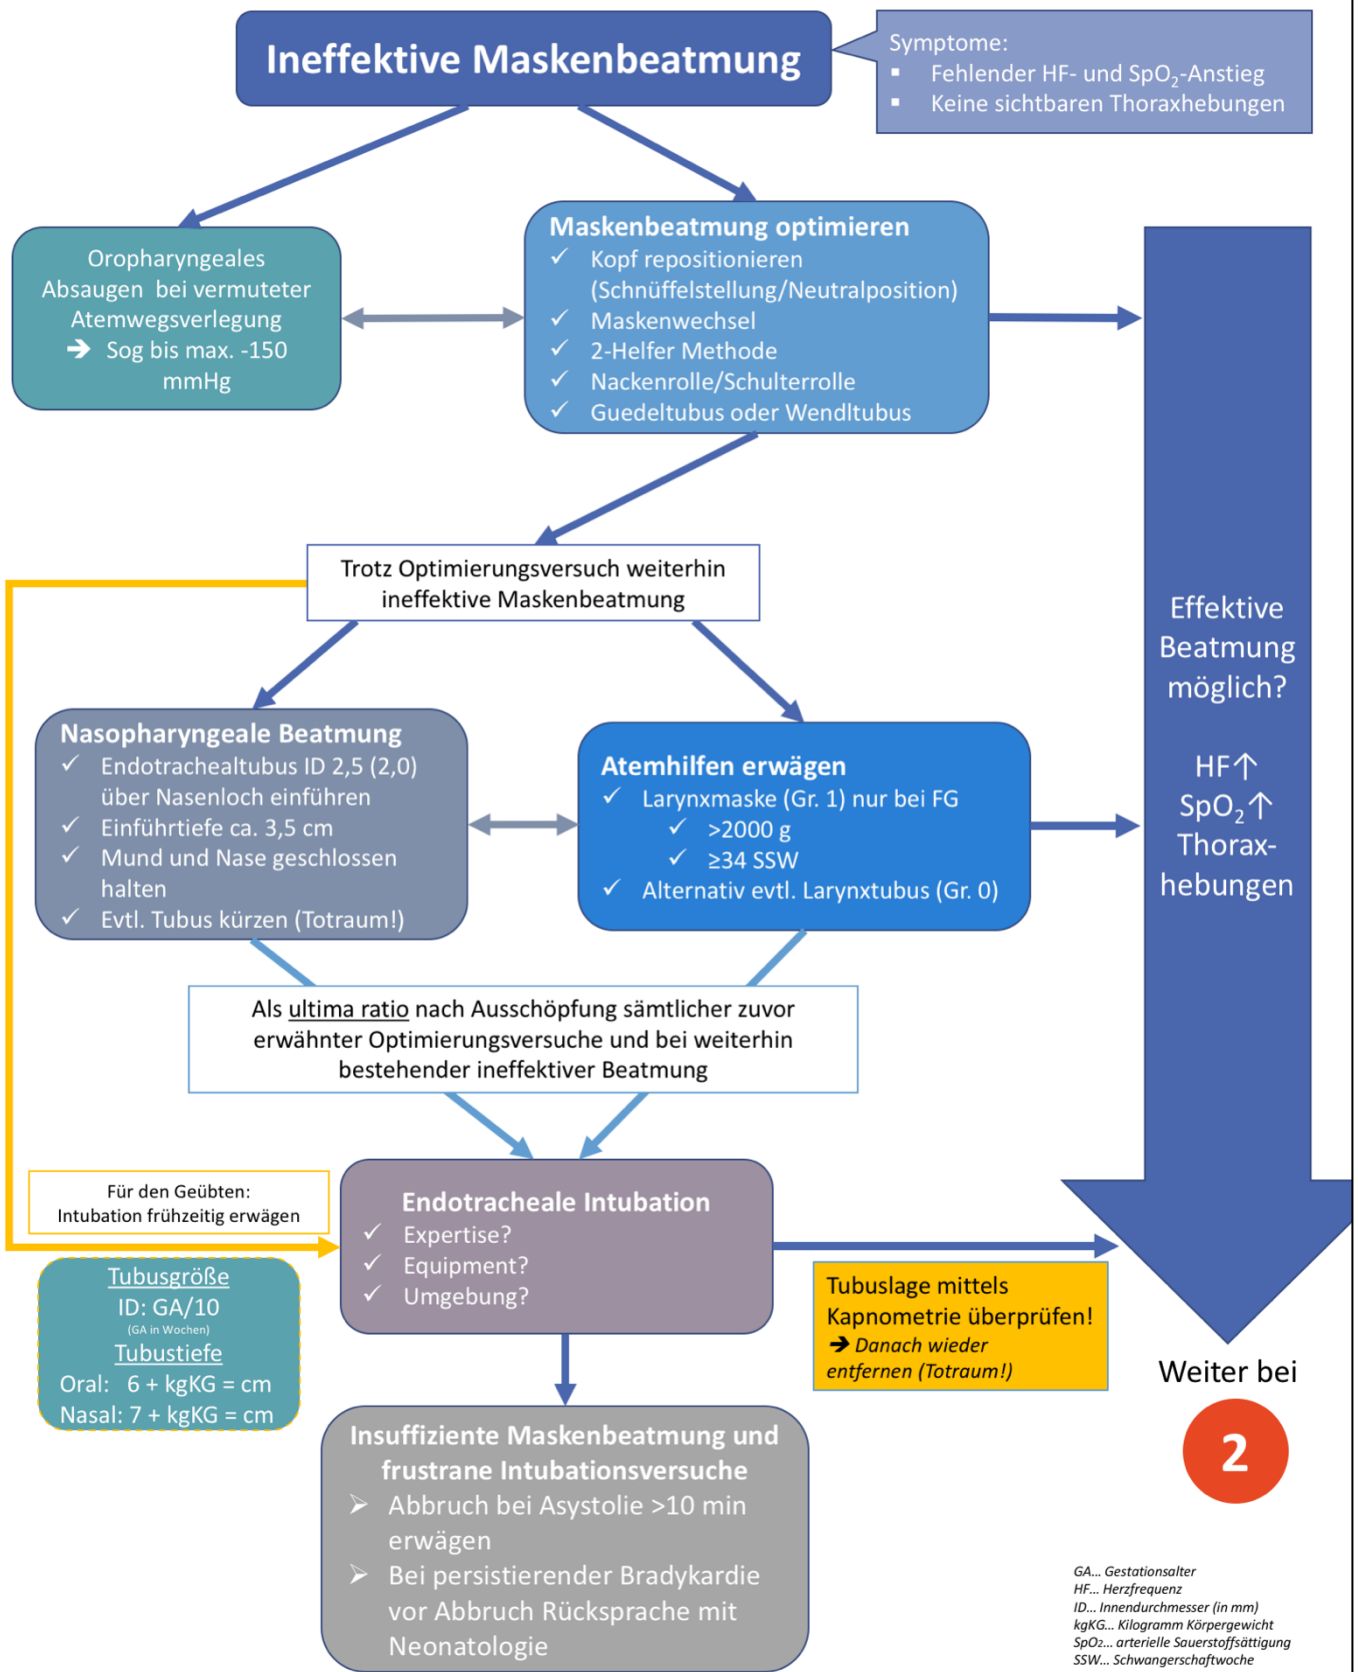 Ineffektive Maskenbeatmung
Symptome:
▪ Fehlender HF- und SpO₂-Anstieg
▪ Keine sichtbaren Thoraxhebungen
Oropharyngeales
Absaugen bei vermuteter
Atemwegsverlegung
➔ Sog bis max. -150
mmHg
Maskenbeatmung optimieren
✓ Kopf repositionieren
(Schnüffelstellung/Neutralposition)
✓ Maskenwechsel
✓ 2-Helfer Methode
✓ Nackenrolle/Schulterrolle
✓ Guedeltubus oder Wendltubus
Trotz Optimierungsversuch weiterhin
ineffektive Maskenbeatmung
Effektive
Beatmung
möglich?
HF↑
SpO₂↑
Thorax-
hebungen
Nasopharyngeale Beatmung
✓ Endotrachealtubus ID 2,5 (2,0)
über Nasenloch einführen
✓ Einführtiefe ca. 3,5 cm
✓ Mund und Nase geschlossen
halten
✓ Evtl. Tubus kürzen (Totraum!)
Atemhilfen erwägen
✓ Larynxmaske (Gr. 1) nur bei FG
✓ >2000 g
✓ ≥34 SSW
✓ Alternativ evtl. Larynxtubus (Gr. 0)
Als ultima ratio nach Ausschöpfung sämtlicher zuvor
erwähnter Optimierungsversuche und bei weiterhin
bestehender ineffektiver Beatmung
Für den Geübten:
Intubation frühzeitig erwägen
Endotracheale Intubation
✓ Expertise?
✓ Equipment?
✓ Umgebung?
Tubusgröße
ID: GA/10
(GA in Wochen)
Tubustiefe
Oral: 6 + kgKG = cm
Nasal: 7 + kgKG = cm
Tubuslage mittels
Kapnometrie überprüfen!
➔ Danach wieder
entfernen (Totraum!)
Weiter bei
2
Insuffiziente Maskenbeatmung und
frustrane Intubationsversuche
➢ Abbruch bei Asystolie >10 min
erwägen
➢ Bei persistierender Bradykardie
vor Abbruch Rücksprache mit
Neonatologie
GA... Gestationsalter
HF... Herzfrequenz
ID... Innendurchmesser (in mm)
kgKG... Kilogramm Körpergewicht
SpO₂... arterielle Sauerstoffsättigung
SSW... Schwangerschaftwoche